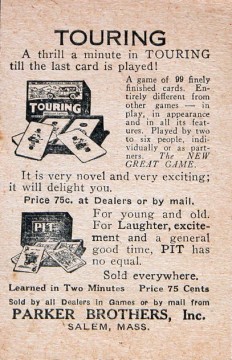 TOURING
A thrill a minute in TOURING
till the last card is played!
TOURING
A game of 99 finely
finished cards. En-
tirely different from
other games — in
play, in appearance
and in all its feat-
ures. Played by two
to six people, indi-
vidually or as part-
ners. The NEW
GREAT GAME.
It is very novel and very exciting;
it will delight you.
Price 75c. at Dealers or by mail.
PIT
For young and old.
For Laughter, excite-
ment and a general
good time, PIT has
no equal.
Sold everywhere.
Learned in Two Minutes Price 75 Cents
Sold by all Dealers in Games or by mail from
PARKER BROTHERS, Inc.
SALEM, MASS.